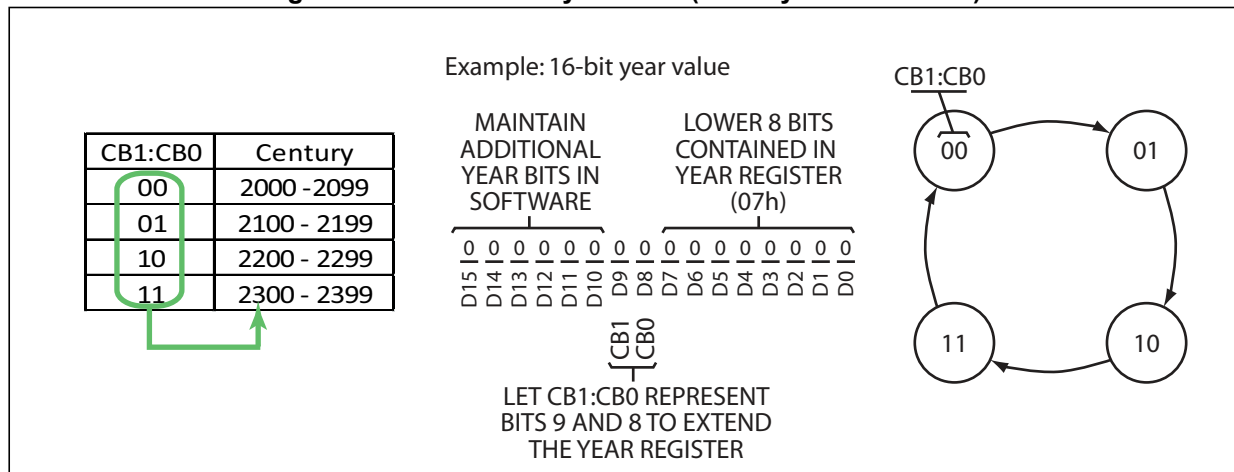 Example: 16-bit year value
CB1:CB0 Century
00 2000 -2099
01 2100 - 2199
10 2200 - 2299
11 2300 - 2399
MAINTAIN
ADDITIONAL
YEAR BITS IN
SOFTWARE
LOWER 8 BITS
CONTAINED IN
YEAR REGISTER
(07h)
0 0 0 0 0 0 0 0 0 0 0 0 0 0 0 0
D15 D14 D13 D12 D11 D10 D9 D8 D7 D6 D5 D4 D3 D2 D1 D0
CB1 CB0
LET CB1:CB0 REPRESENT
BITS 9 AND 8 TO EXTEND
THE YEAR REGISTER
CB1:CB0
00
01
11
10